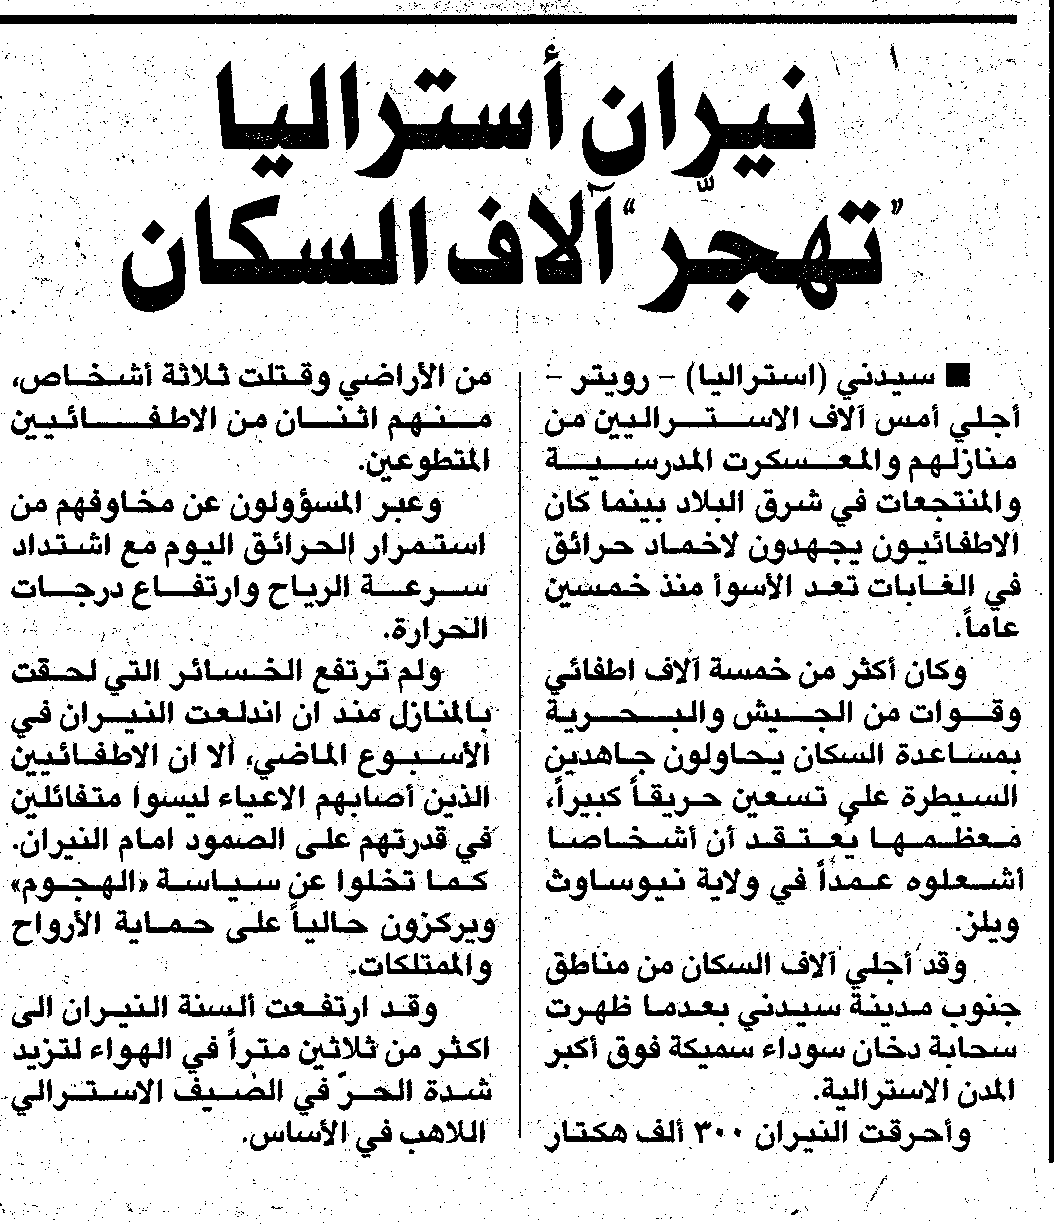 نيران أستراليا
"تهجّر" آلاف السكان
■ سيدني (استراليا) - رويتر -
أجلي أمس آلاف الاستراليين من
منازلهم والمعسكرت المدرسية
والمنتجعات في شرق البلاد بينما كان
الاطفائيون يجهدون لاخماد حرائق
في الغابات تعد الأسوأ منذ خمسين
عاماً.
وكان أكثر من خمسة آلاف اطفائي
وقوات من الجيش والبحرية
بمساعدة السكان يحاولون جاهدين
السيطرة على تسعين حريقاً كبيراً،
معظمها يُعتقد أن أشخاصا
أشعلوه عمداً في ولاية نيوساوث
ويلز.
وقد أجلي آلاف السكان من مناطق
جنوب مدينة سيدني بعدما ظهرت
سحابة دخان سوداء سميكة فوق أكبر
المدن الاسترالية.
وأحرقت النيران ٣٠٠ ألف هكتار
من الأراضي وقتلت ثلاثة أشخاص،
منهم اثنان من الاطفائيين
المتطوعين.
وعبر المسؤولون عن مخاوفهم من
استمرار الحرائق اليوم مع اشتداد
سرعة الرياح وارتفاع درجات
الحرارة.
ولم ترتفع الخسائر التي لحقت
بالمنازل منذ ان اندلعت النيران في
الأسبوع الماضي، ألا ان الاطفائيين
الذين أصابهم الاعياء ليسوا متفائلين
في قدرتهم على الصمود امام النيران.
كما تخلوا عن سياسة «الهجوم»
ويركزون حالياً على حماية الأرواح
والممتلكات.
وقد ارتفعت ألسنة النيران الى
اكثر من ثلاثين متراً في الهواء لتزيد
شدة الحرّ في الصيف الاسترالي
اللاهب في الأساس.